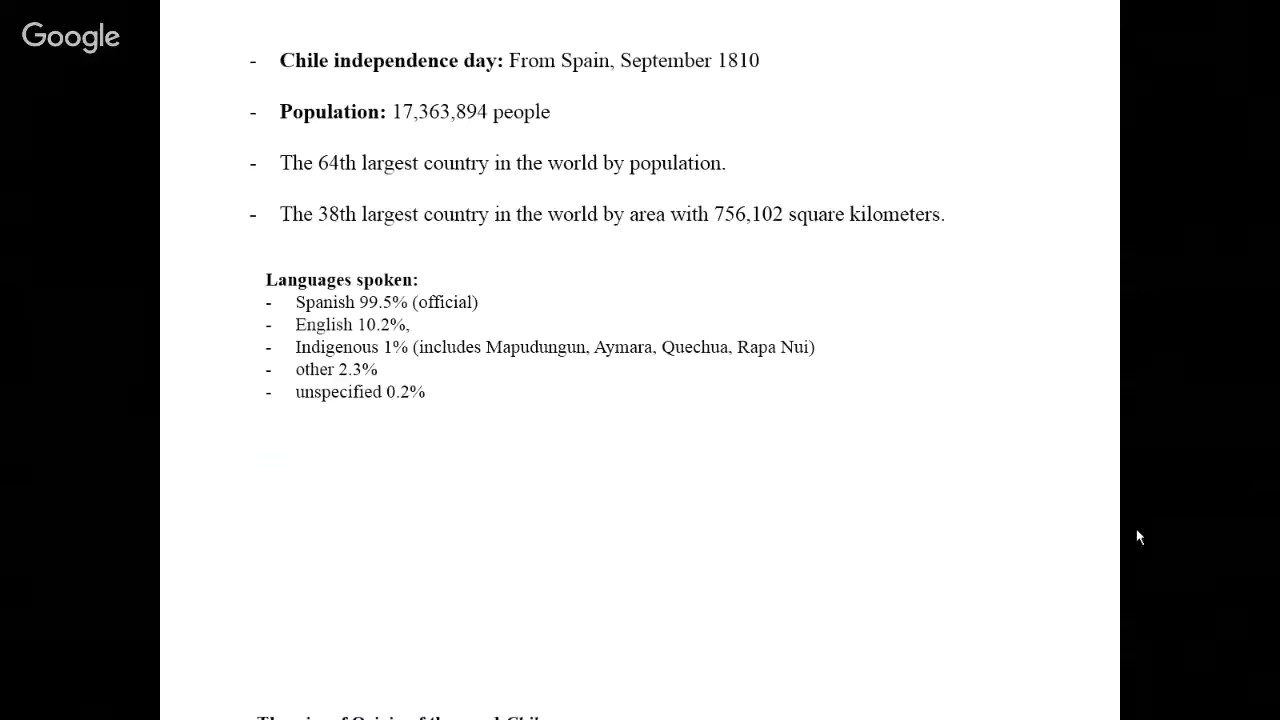 Google
- Chile independence day: From Spain, September 1810
- Population: 17,363,894 people
- The 64th largest country in the world by population.
- The 38th largest country in the world by area with 756,102 square kilometers.
Languages spoken:
- Spanish 99.5% (official)
- English 10.2%,
- Indigenous 1% (includes Mapudungun, Aymara, Quechua, Rapa Nui)
- other 2.3%
- unspecified 0.2%